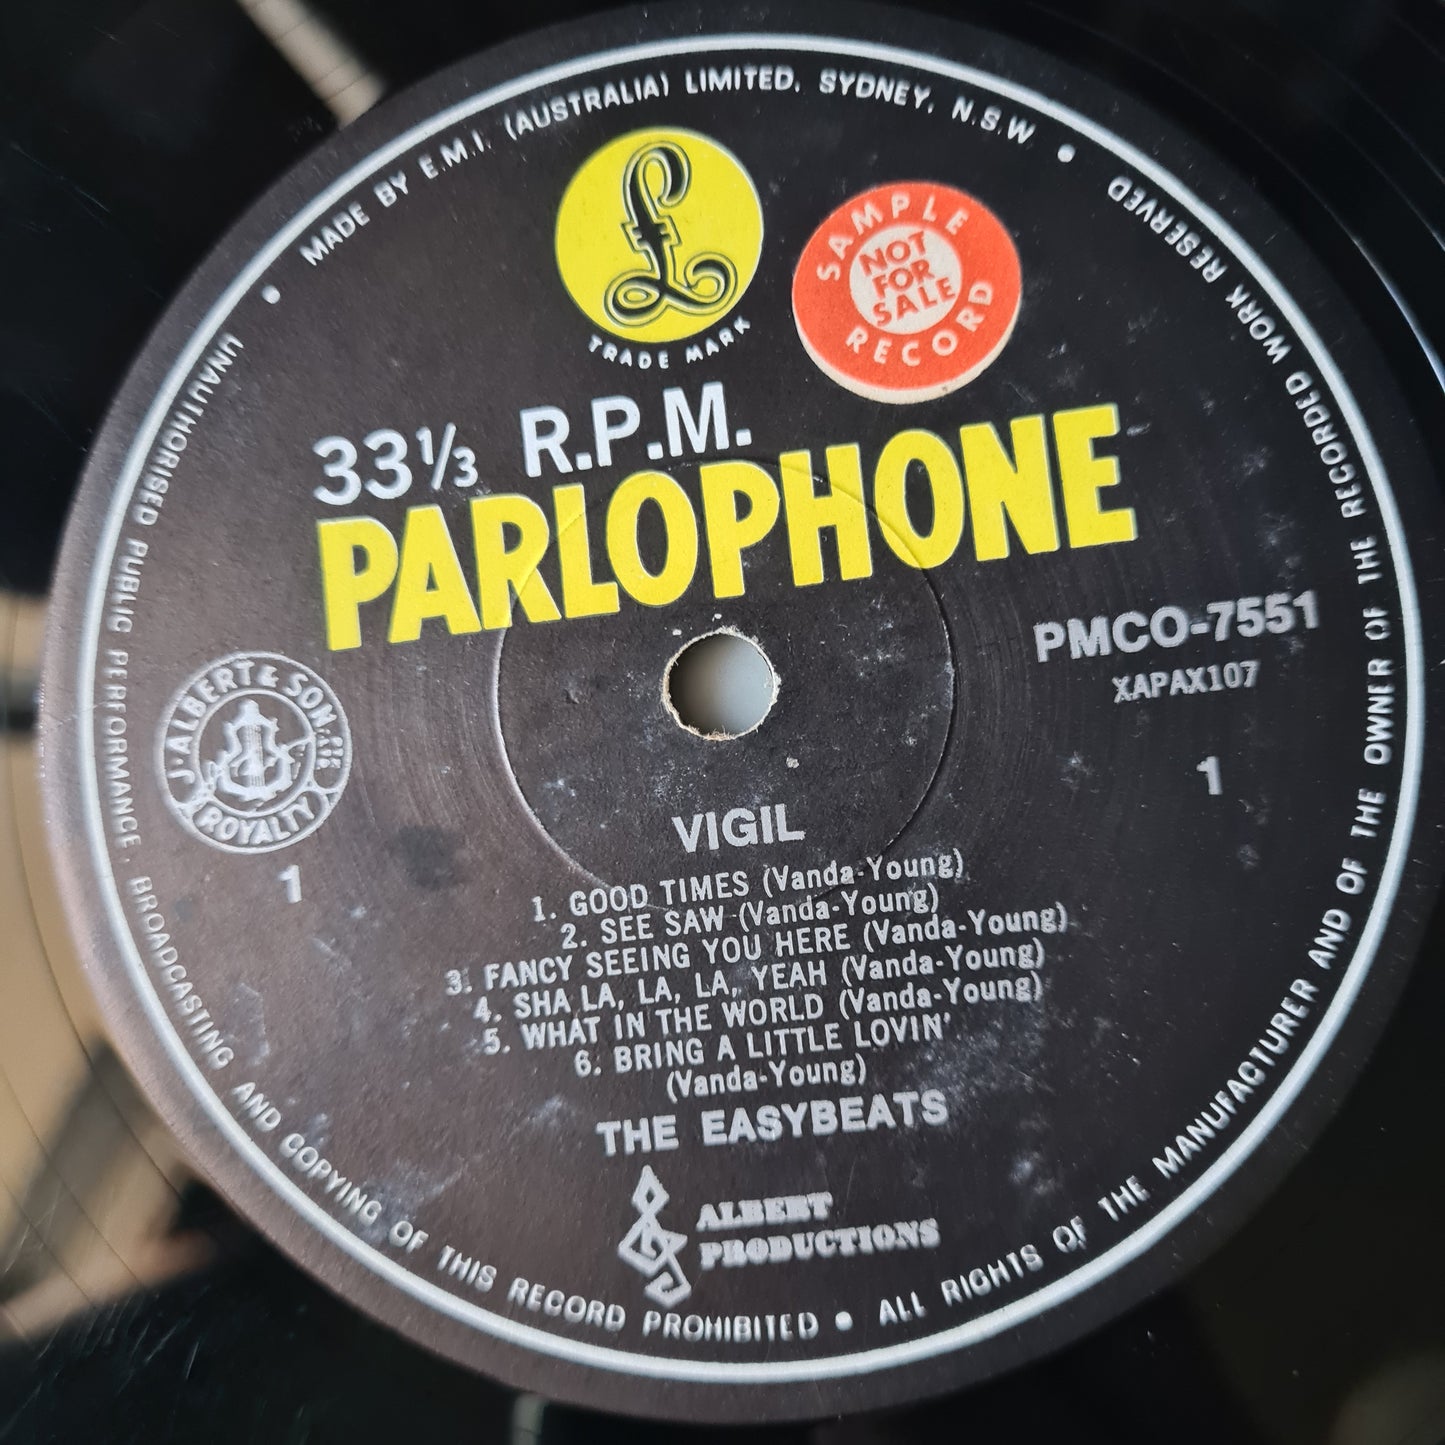 MADE BY E.M.I. (AUSTRALIA) LIMITED. SYDNEY. N.S.W • UNAUTHORISED PUBLIC PERFORMANCE, BROADCASTING AND COPYING OF THIS RECORD PROHIBITED • ALL RIGHTS OF THE MANUFACTURER AND OF THE OWNER OF THE RECORDED WORK RESERVED •
£
TRADE MARK
SAMPLE
NOT
FOR
SALE
RECORD
33⅓ R.P.M.
PARLOPHONE
PMCO-7551
XAPAX107
J. ALBERT & SON
ROYALTY
1
1
VIGIL
1. GOOD TIMES (Vanda-Young)
2. SEE SAW (Vanda-Young)
3. FANCY SEEING YOU HERE (Vanda-Young)
4. SHA LA, LA, LA, YEAH (Vanda-Young)
5. WHAT IN THE WORLD (Vanda-Young)
6. BRING A LITTLE LOVIN'
(Vanda-Young)
THE EASYBEATS
ALBERT
PRODUCTIONS